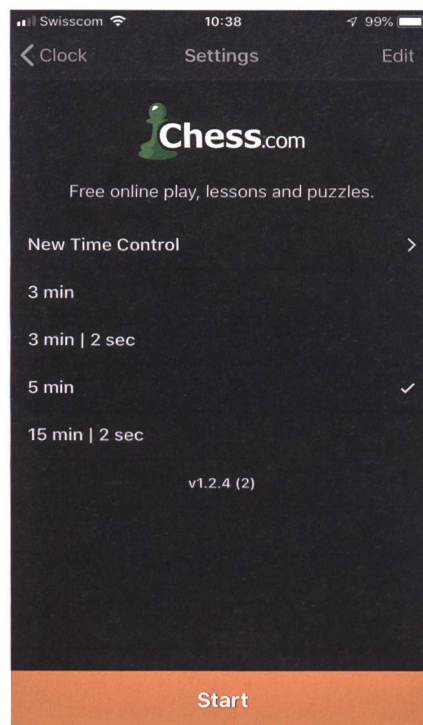 Swisscom 10:38 99%
Clock Settings Edit
Chess.com
Free online play, lessons and puzzles.
New Time Control
3 min
3 min | 2 sec
5 min
15 min | 2 sec
v1.2.4 (2)
Start